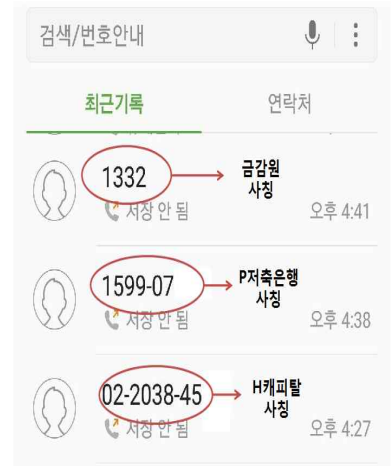 검색/번호안내
최근기록 연락처
1332 금감원 사칭
저장 안 됨 오후 4:41
1599-07 P저축은행 사칭
저장 안 됨 오후 4:38
02-2038-45 H캐피탈 사칭
저장 안 됨 오후 4:27